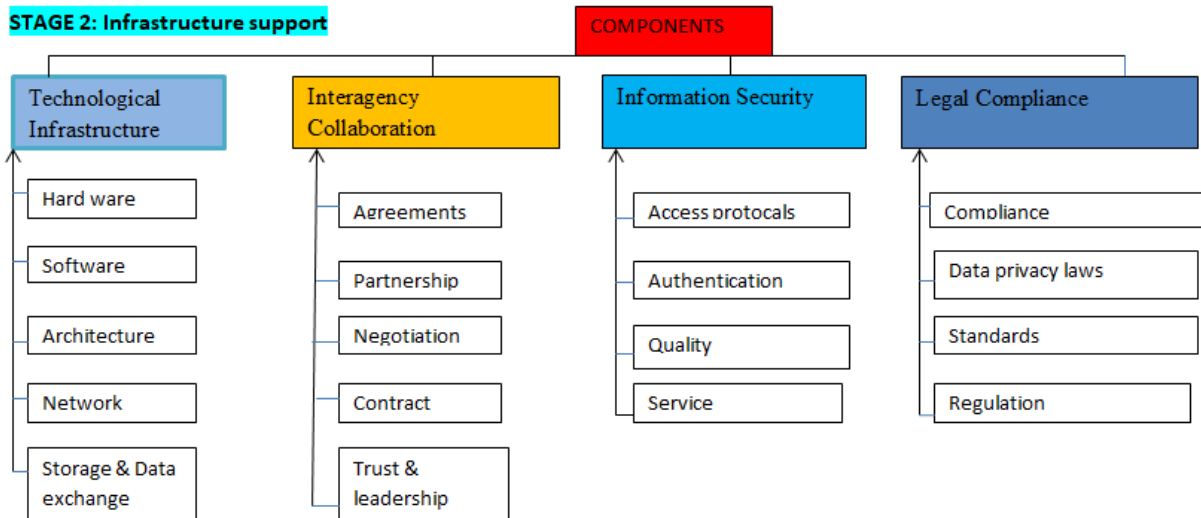 STAGE 2: Infrastructure support
COMPONENTS
Technological
Infrastructure
Hard ware
Software
Architecture
Network
Storage & Data
exchange
Interagency
Collaboration
Agreements
Partnership
Negotiation
Contract
Trust &
leadership
Information Security
Access protocals
Authentication
Quality
Service
Legal Compliance
Compliance
Data privacy laws
Standards
Regulation